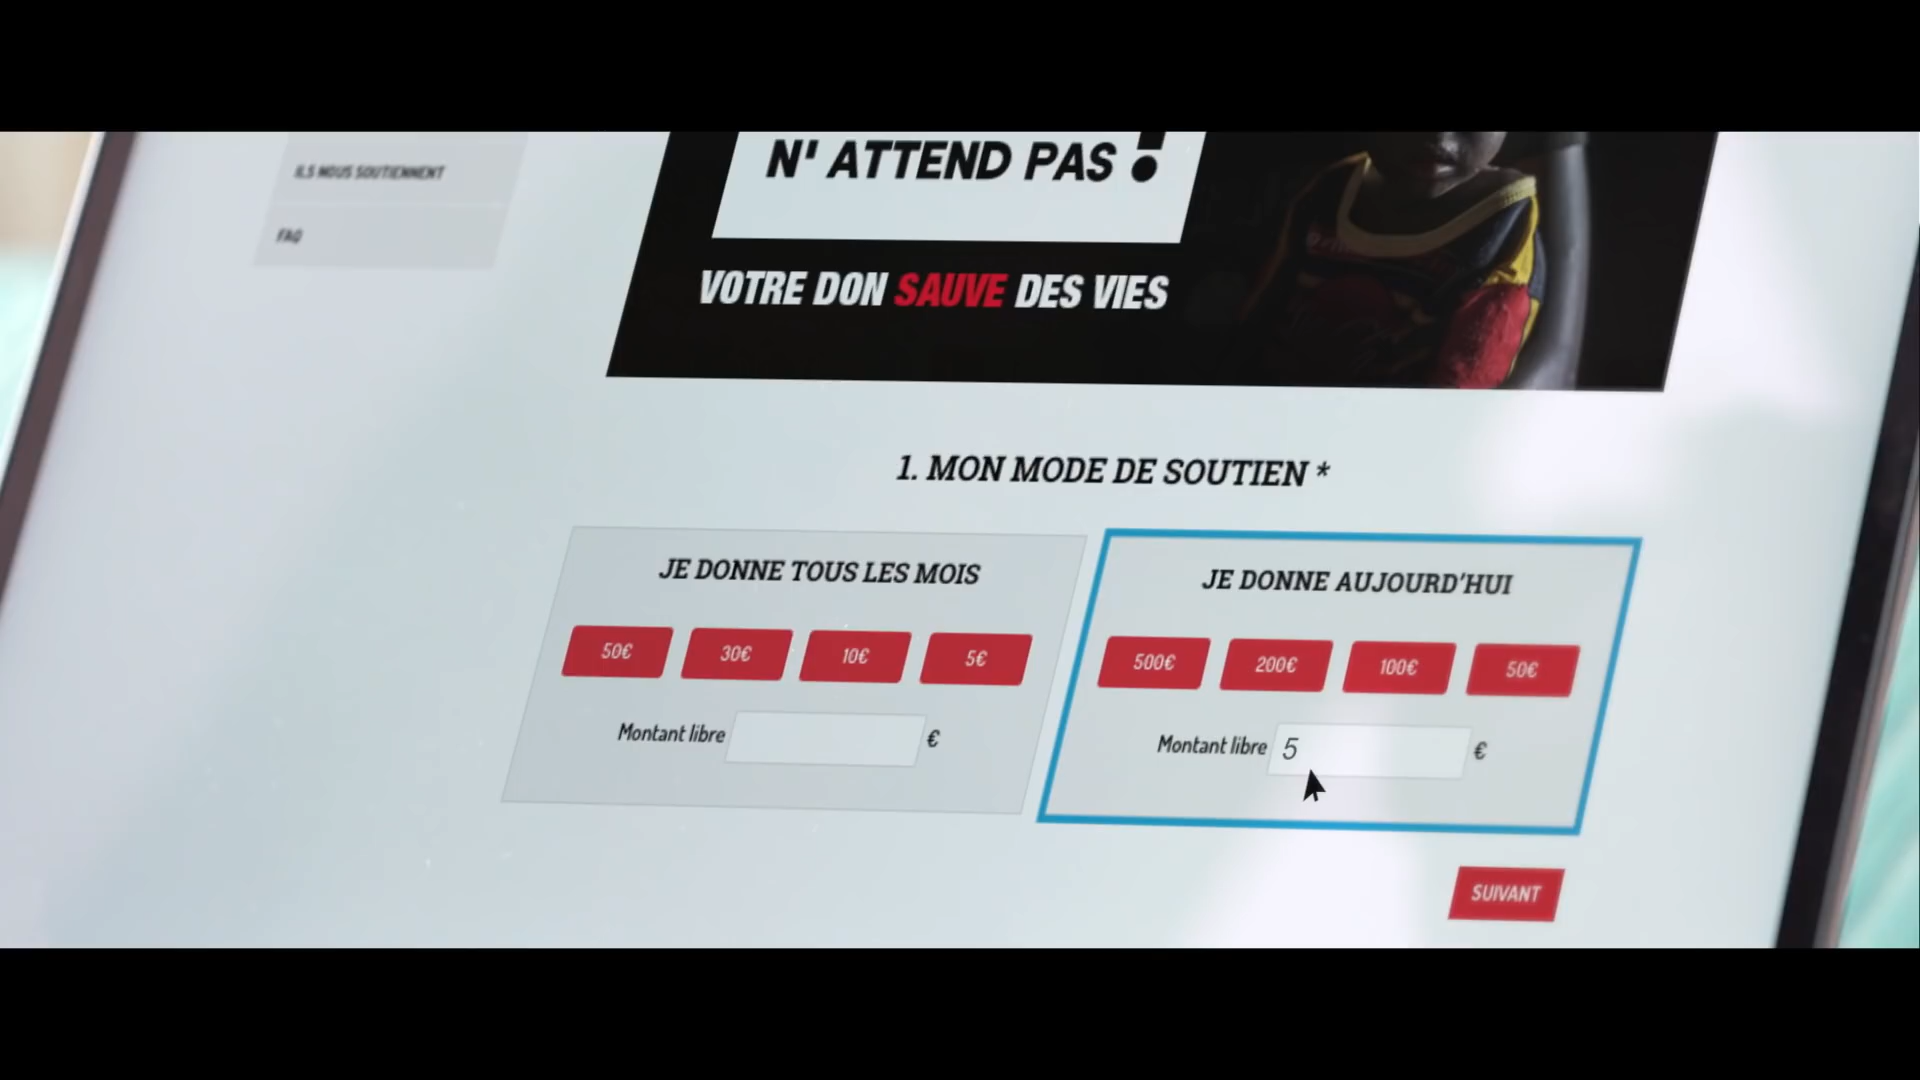 ILS NOUS SOUTIENNENT
FAQ
N' ATTEND PAS !
VOTRE DON SAUVE DES VIES
1. MON MODE DE SOUTIEN *
JE DONNE TOUS LES MOIS
50€ 30€ 10€ 5€
Montant libre €
JE DONNE AUJOURD'HUI
500€ 200€ 100€ 50€
Montant libre 5 €
SUIVANT